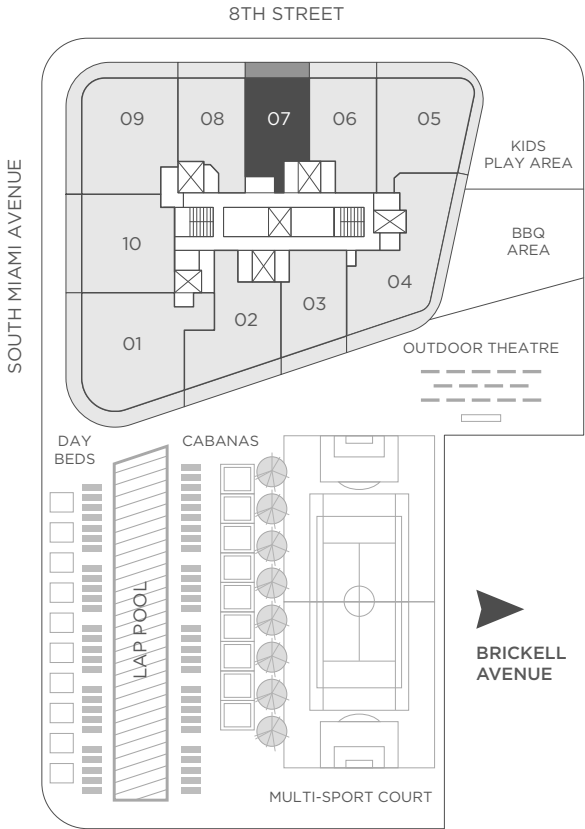 8TH STREET
SOUTH MIAMI AVENUE
09
08
07
06
05
KIDS
PLAY AREA
10
BBQ
AREA
04
03
02
01
OUTDOOR THEATRE
DAY
BEDS
CABANAS
LAP POOL
BRICKELL
AVENUE
MULTI-SPORT COURT